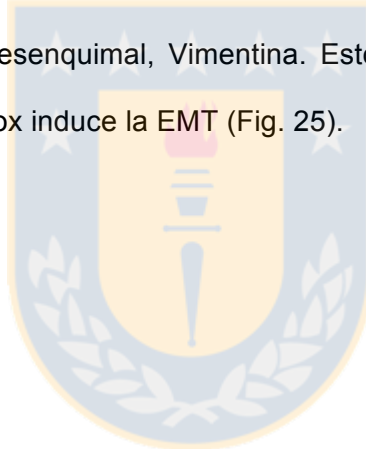 esenquimal, Vimentina. Est
ox induce la EMT (Fig. 25).